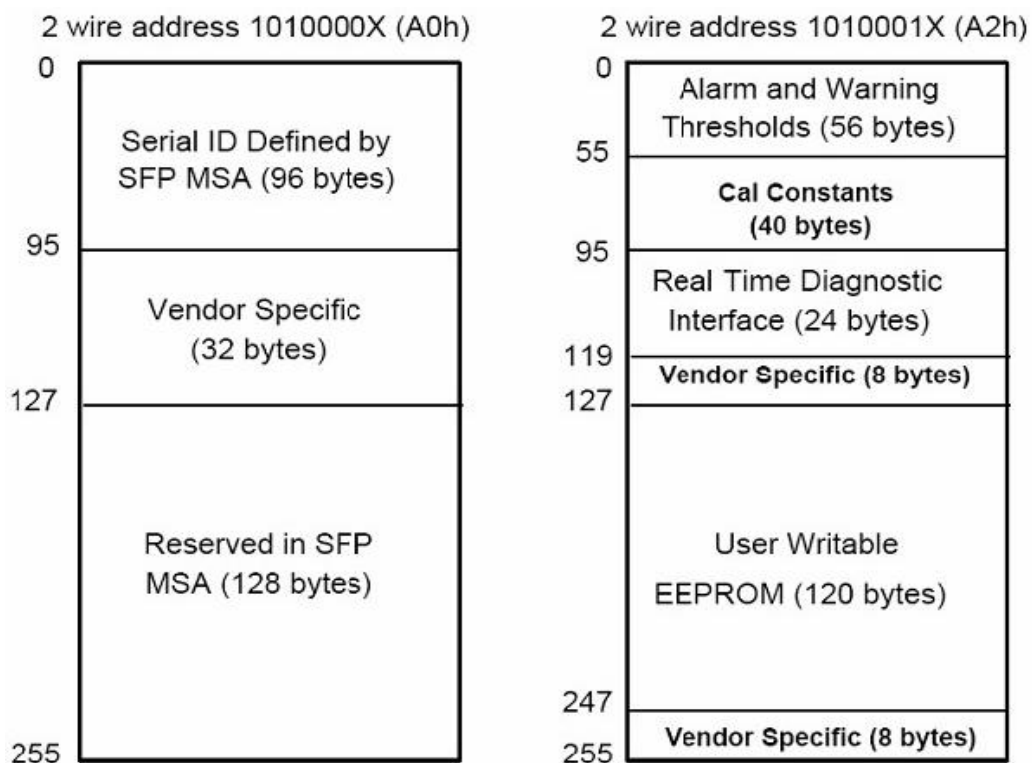 2 wire address 1010000X (A0h)
0
Serial ID Defined by
SFP MSA (96 bytes)
95
Vendor Specific
(32 bytes)
127
Reserved in SFP
MSA (128 bytes)
255
2 wire address 1010001X (A2h)
0
Alarm and Warning
Thresholds (56 bytes)
55
Cal Constants
(40 bytes)
95
Real Time Diagnostic
Interface (24 bytes)
119
Vendor Specific (8 bytes)
127
User Writable
EEPROM (120 bytes)
247
Vendor Specific (8 bytes)
255